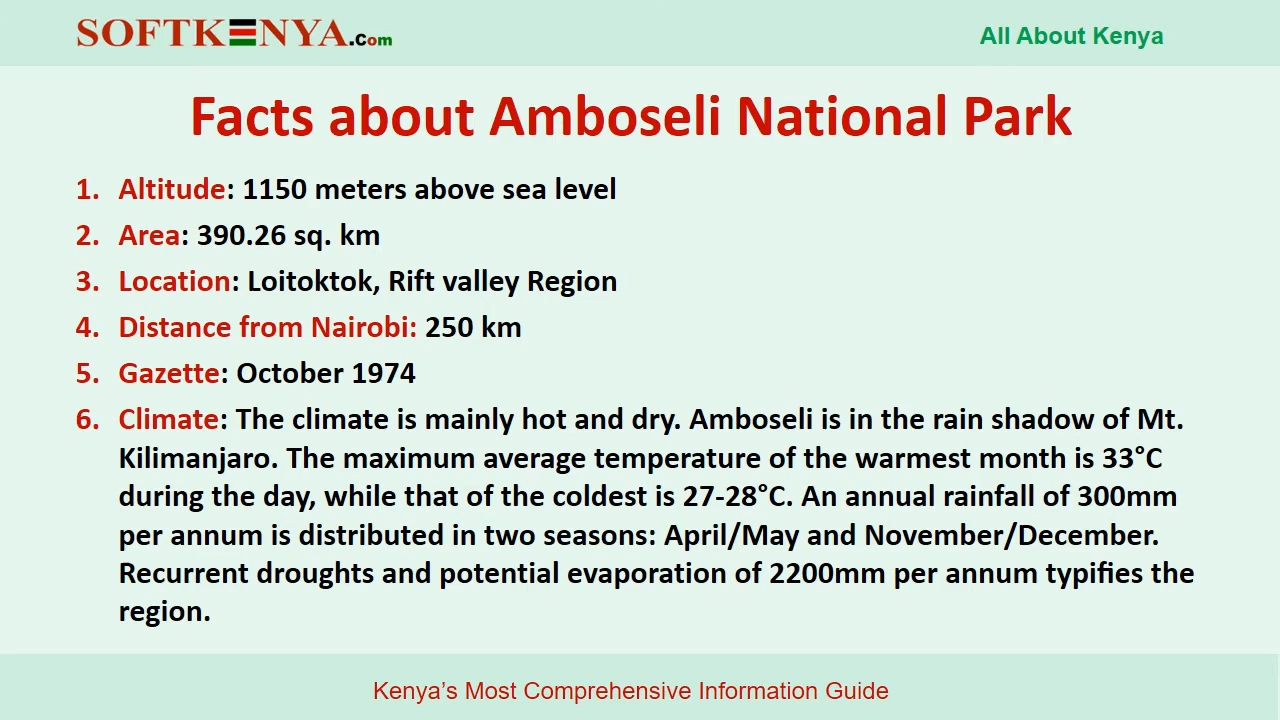 SOFTKENYA.Com
All About Kenya
Facts about Amboseli National Park
1. Altitude: 1150 meters above sea level
2. Area: 390.26 sq. km
3. Location: Loitoktok, Rift valley Region
4. Distance from Nairobi: 250 km
5. Gazette: October 1974
6. Climate: The climate is mainly hot and dry. Amboseli is in the rain shadow of Mt.
Kilimanjaro. The maximum average temperature of the warmest month is 33°C
during the day, while that of the coldest is 27-28°C. An annual rainfall of 300mm
per annum is distributed in two seasons: April/May and November/December.
Recurrent droughts and potential evaporation of 2200mm per annum typifies the
region.
Kenya’s Most Comprehensive Information Guide